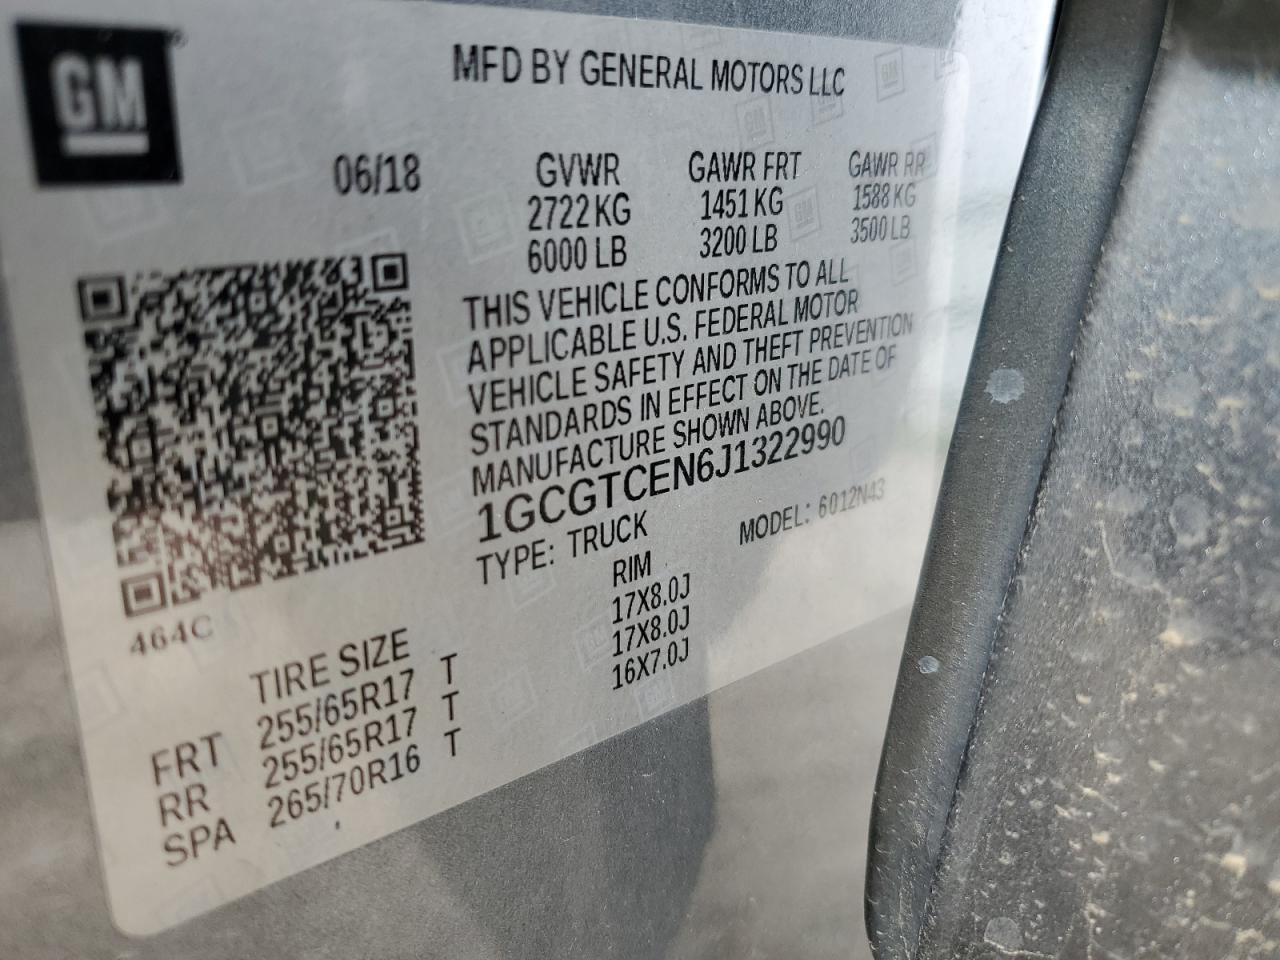 GM
MFD BY GENERAL MOTORS LLC
06/18 GVWR GAWR FRT GAWR RR
2722 KG 1451 KG 1588 KG
6000 LB 3200 LB 3500 LB
THIS VEHICLE CONFORMS TO ALL
APPLICABLE U.S. FEDERAL MOTOR
VEHICLE SAFETY AND THEFT PREVENTION
STANDARDS IN EFFECT ON THE DATE OF
MANUFACTURE SHOWN ABOVE.
1GCGTCEN6J1322990
TYPE: TRUCK MODEL: 6012N43
464C
TIRE SIZE RIM
FRT 255/65R17 T 17X8.0J
RR 255/65R17 T 17X8.0J
SPA 265/70R16 T 16X7.0J